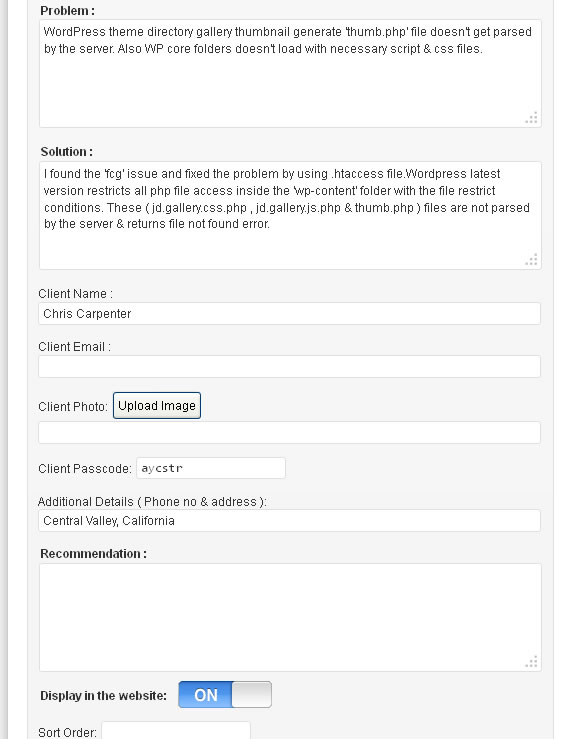 Problem :
WordPress theme directory gallery thumbnail generate 'thumb.php' file doesn't get parsed
by the server. Also WP core folders doesn't load with necessary script & css files.
Solution :
I found the 'fcg' issue and fixed the problem by using .htaccess file.Wordpress latest
version restricts all php file access inside the 'wp-content' folder with the file restrict
conditions. These ( jd.gallery.css.php , jd.gallery.js.php & thumb.php ) files are not parsed
by the server & returns file not found error.
Client Name :
Chris Carpenter
Client Email :
Client Photo: Upload Image
Client Passcode: aycstr
Additional Details ( Phone no & address ):
Central Valley, California
Recommendation :
Display in the website: ON
Sort Order: